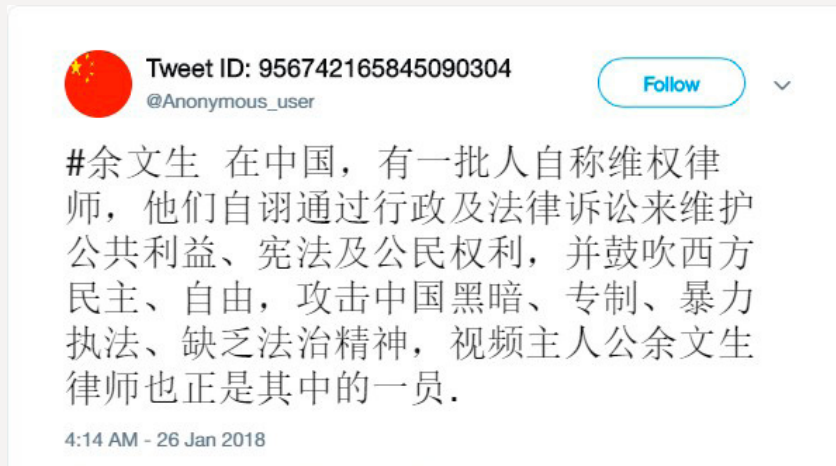 Tweet ID: 956742165845090304
@Anonymous_user
Follow
#余文生 在中国，有一批人自称维权律
师，他们自诩通过行政及法律诉讼来维护
公共利益、宪法及公民权利，并鼓吹西方
民主、自由，攻击中国黑暗、专制、暴力
执法、缺乏法治精神，视频主人公余文生
律师也正是其中的一员.
4:14 AM - 26 Jan 2018